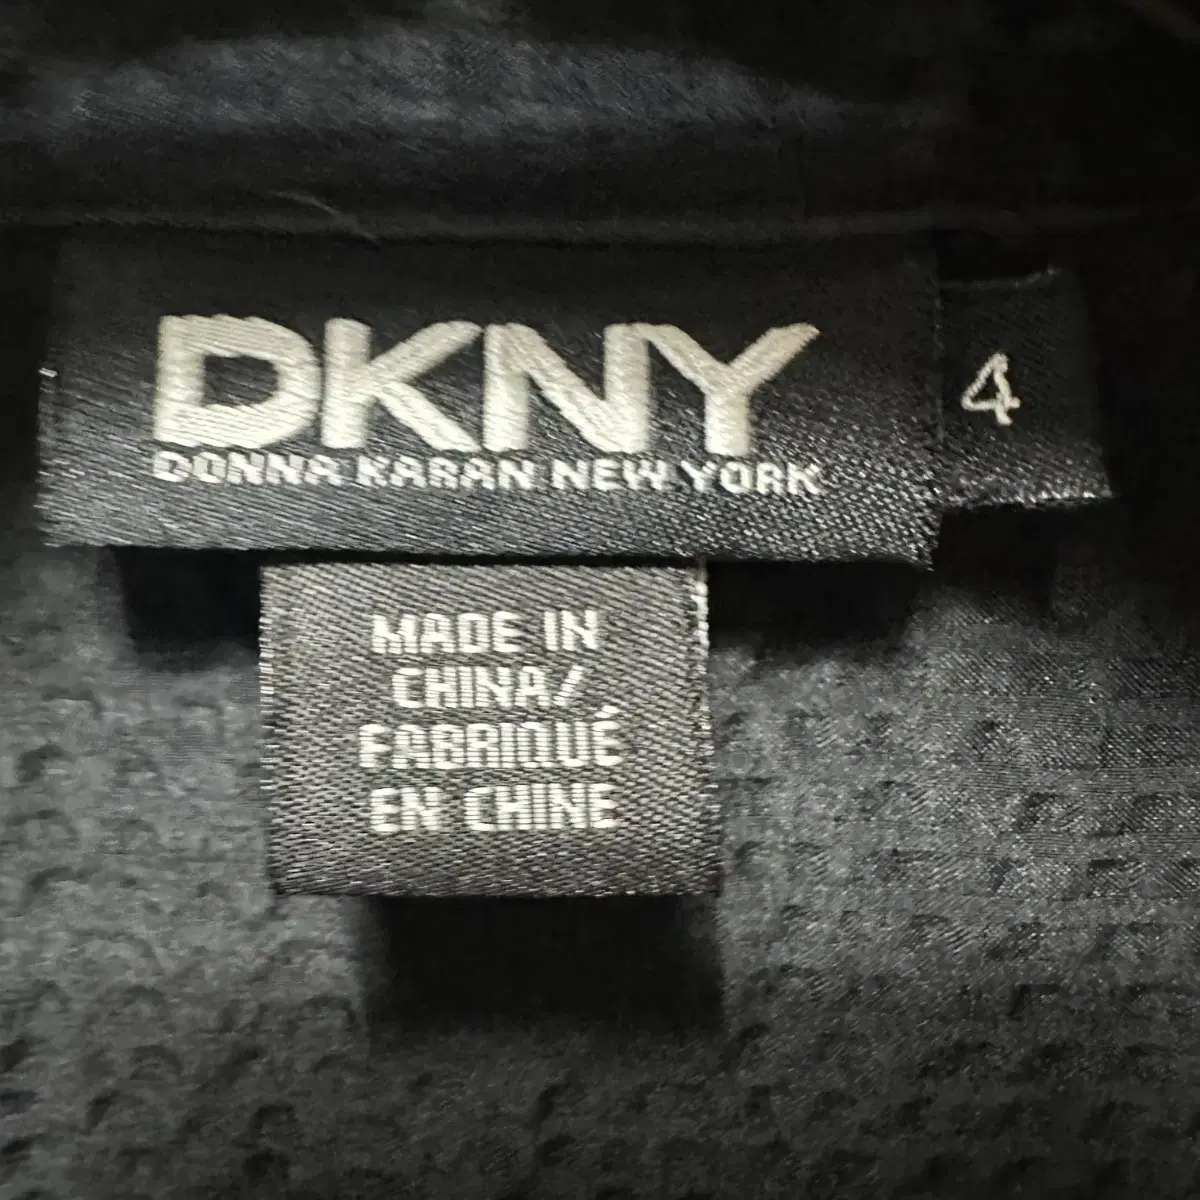 DKNY
DONNA KARAN NEW YORK
4
MADE IN
CHINA/
FABRIQUÉ
EN CHINE